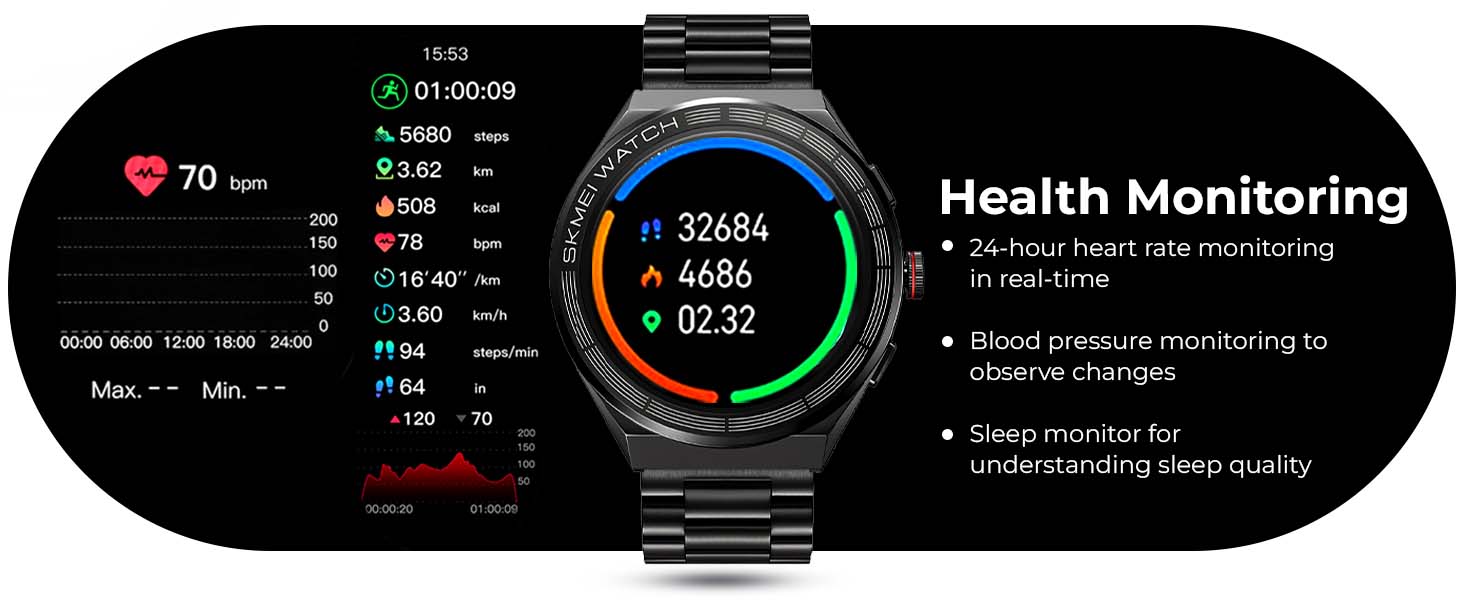 70 bpm
200
150
100
50
0
00:00 06:00 12:00 18:00 24:00
Max. -- Min. --
15:53
01:00:09
5680 steps
3.62 km
508 kcal
78 bpm
16'40'' /km
3.60 km/h
94 steps/min
64 in
120 70
200
150
100
50
00:00:20 01:00:09
SKMEI WATCH
32684
4686
02.32
Health Monitoring
24-hour heart rate monitoring
in real-time
Blood pressure monitoring to
observe changes
Sleep monitor for
understanding sleep quality